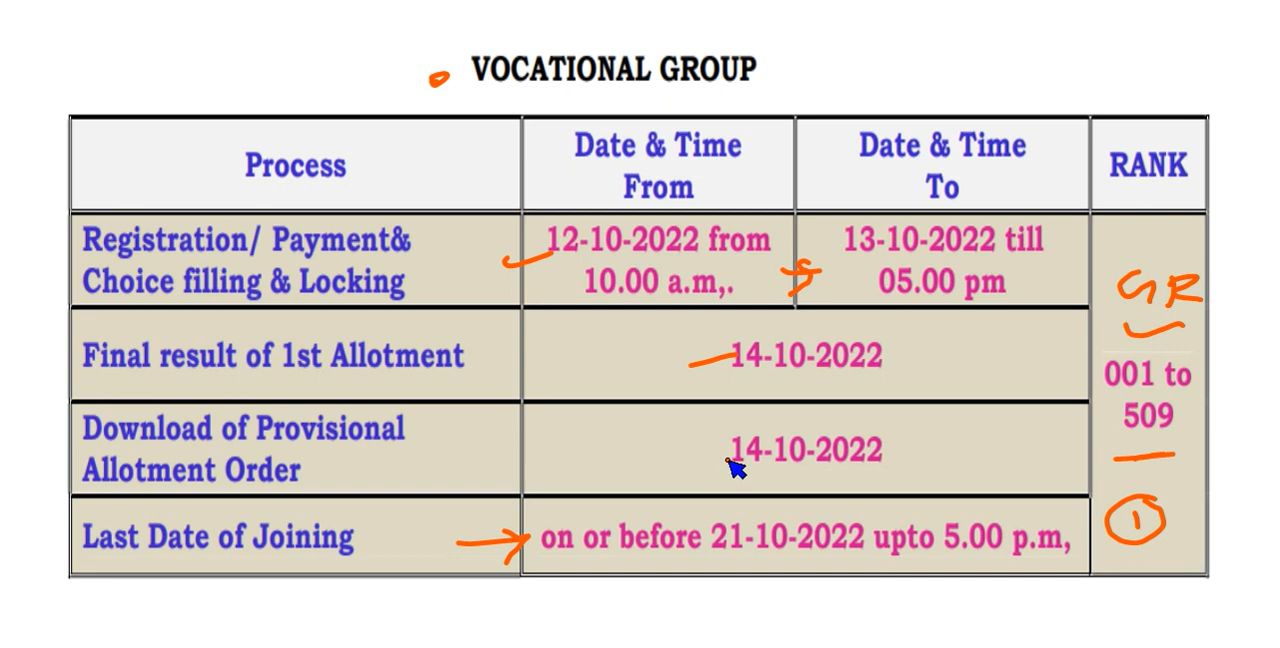 VOCATIONAL GROUP
Process
Date & Time
From
Date & Time
To
RANK
Registration/ Payment&
Choice filling & Locking
12-10-2022 from
10.00 a.m,.
13-10-2022 till
05.00 pm
GR
001 to
509
1
Final result of 1st Allotment
14-10-2022
Download of Provisional
Allotment Order
14-10-2022
Last Date of Joining
on or before 21-10-2022 upto 5.00 p.m,